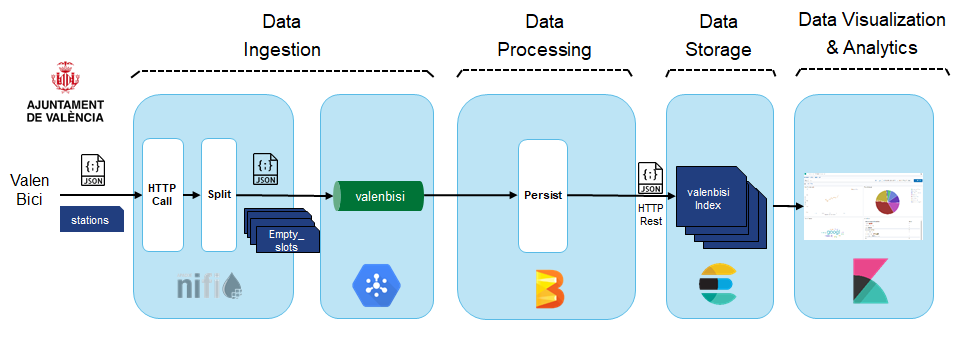 Data
Ingestion
Data
Processing
Data
Storage
Data Visualization
& Analytics
AJUNTAMENT
DE VALÈNCIA
Valen
Bici
{;}
JSON
stations
HTTP
Call
Split
{;}
JSON
Empty_
slots
nifi
valenbisi
Persist
{;}
JSON
HTTP
Rest
valenbisi
Index